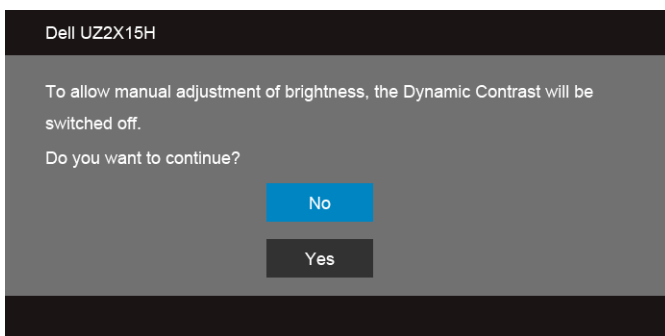 Dell UZ2X15H
To allow manual adjustment of brightness, the Dynamic Contrast will be
switched off.
Do you want to continue?
No
Yes